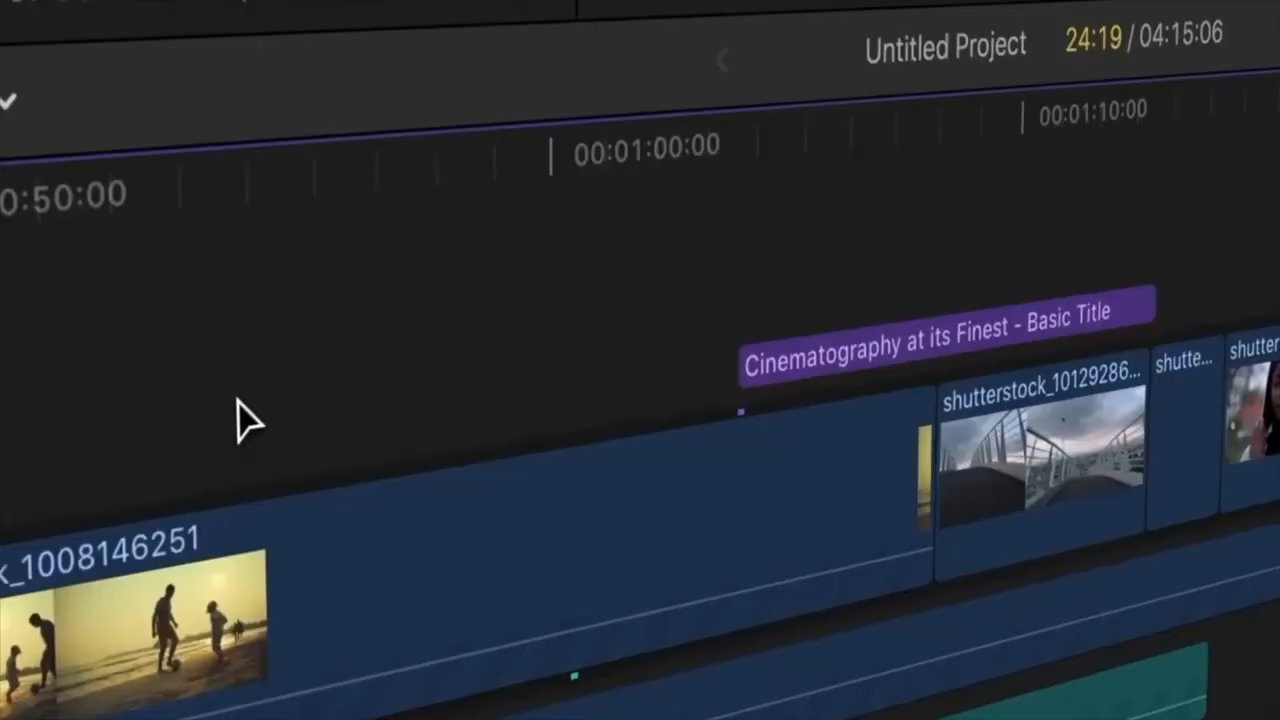 Untitled Project 24:19 / 04:15:06
0:50:00 00:01:00:00 00:01:10:00
Cinematography at its Finest - Basic Title
k_1008146251 shutterstock_10129286... shutte... shutter